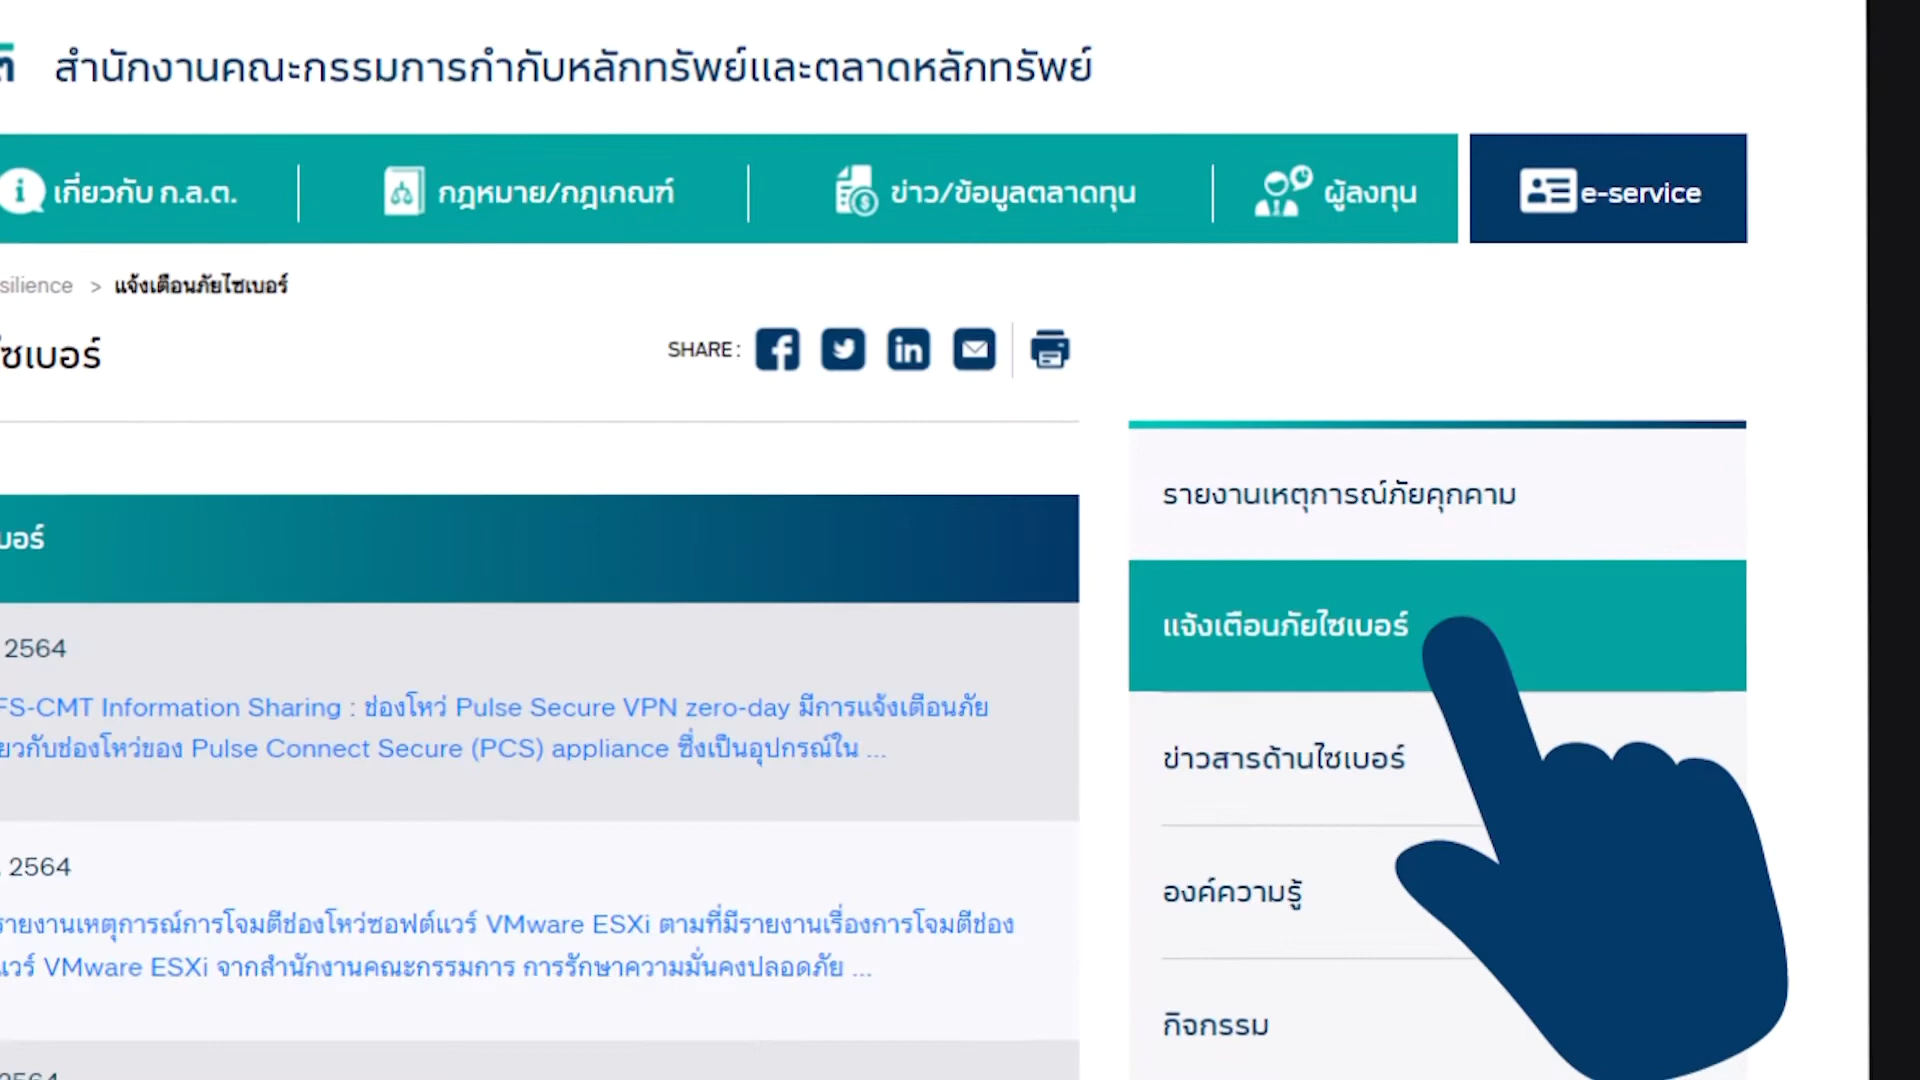 สำนักงานคณะกรรมการกำกับหลักทรัพย์และตลาดหลักทรัพย์
เกี่ยวกับ ก.ล.ต.
กฎหมาย/กฎเกณฑ์
ข่าว/ข้อมูลตลาดทุน
ผู้ลงทุน
e-service
silience > แจ้งเตือนภัยไซเบอร์
ไซเบอร์
SHARE :
รายงานเหตุการณ์ภัยคุกคาม
แจ้งเตือนภัยไซเบอร์
ข่าวสารด้านไซเบอร์
องค์ความรู้
กิจกรรม
บอร์
2564
FS-CMT Information Sharing : ช่องโหว่ Pulse Secure VPN zero-day มีการแจ้งเตือนภัย
ยวกับช่องโหว่ของ Pulse Connect Secure (PCS) appliance ซึ่งเป็นอุปกรณ์ใน ...
. 2564
รายงานเหตุการณ์การโจมตีช่องโหว่ซอฟต์แวร์ VMware ESXi ตามที่มีรายงานเรื่องการโจมตีช่อง
แวร์ VMware ESXi จากสำนักงานคณะกรรมการ การรักษาความมั่นคงปลอดภัย ...
2564